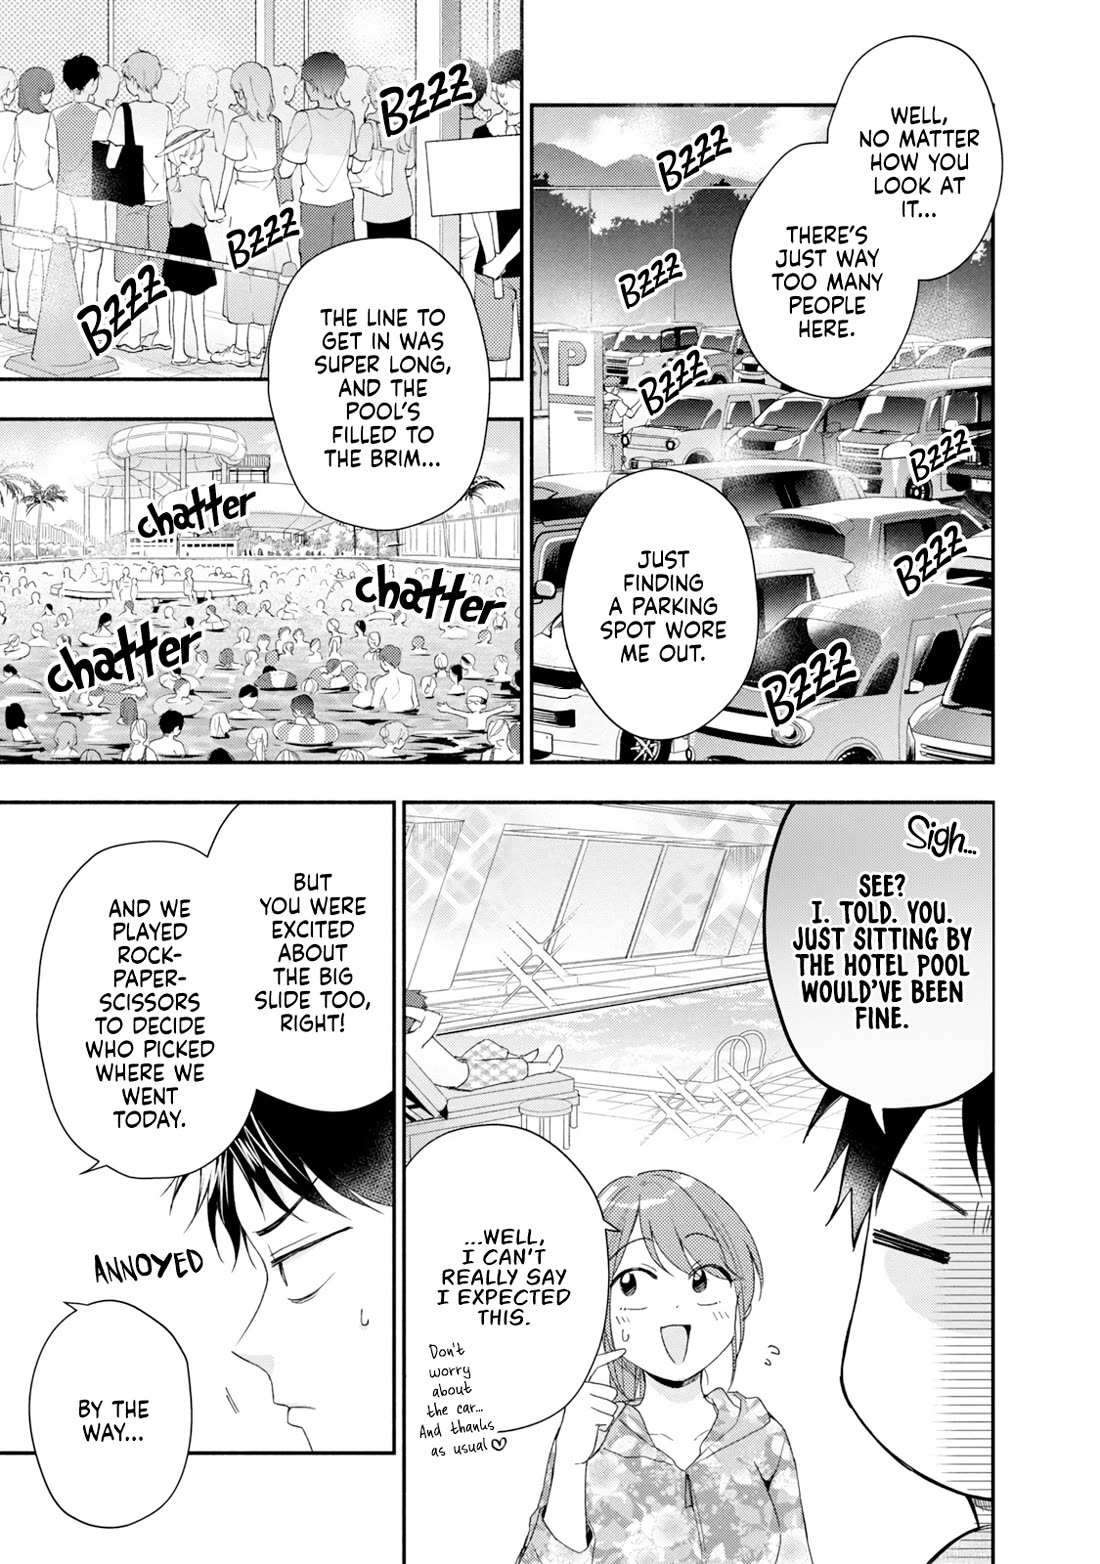 WELL,
NO MATTER
HOW YOU
LOOK AT
IT...
THERE'S
JUST WAY
TOO MANY
PEOPLE
HERE.
BZZZ
BZZZ
BZZZ
BZZZ
BZZZ
BZZZ
P
JUST
FINDING
A PARKING
SPOT WORE
ME OUT.
BZZZ
BZZZ
BZZZ
THE LINE TO
GET IN WAS
SUPER LONG,
AND THE
POOL'S
FILLED TO
THE BRIM...
chatter
chatter
chatter
Sigh...
SEE?
I. TOLD. YOU.
JUST SITTING BY
THE HOTEL POOL
WOULD'VE BEEN
FINE.
...WELL,
I CAN'T
REALLY SAY
I EXPECTED
THIS.
Don't
worry
about
the car...
And thanks
as usual♡
BUT
YOU WERE
EXCITED
ABOUT
THE BIG
SLIDE TOO,
RIGHT!
AND WE
PLAYED
ROCK-
PAPER-
SCISSORS
TO DECIDE
WHO PICKED
WHERE WE
WENT
TODAY.
ANNOYED
BY THE
WAY...